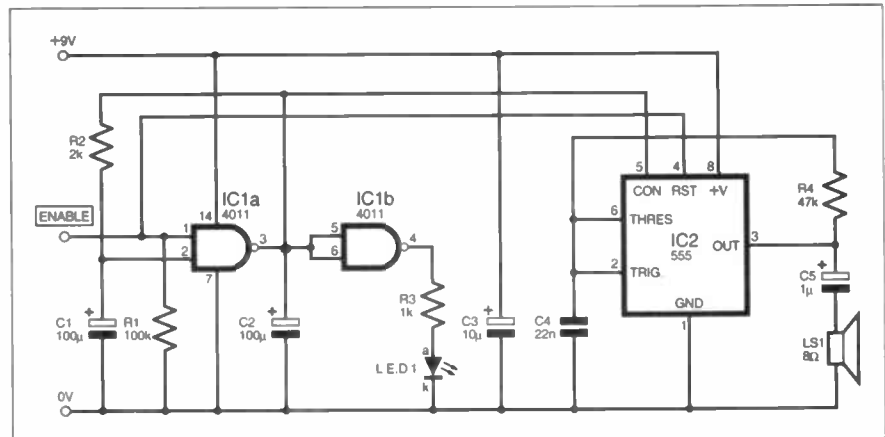 +9V
R2
2k
ENABLE
1
2
14
7
IC1a
4011
3
C1
+
100µ
R1
100k
C2
+
100µ
IC1b
4011
5
6
4
R3
1k
a
L.E.D1
k
C3
+
10µ
C4
22n
5
4
8
CON
RST
+V
6
THRES
IC2
555
OUT
3
2
TRIG
GND
1
R4
47k
+
C5
1µ
LS1
8Ω
0V